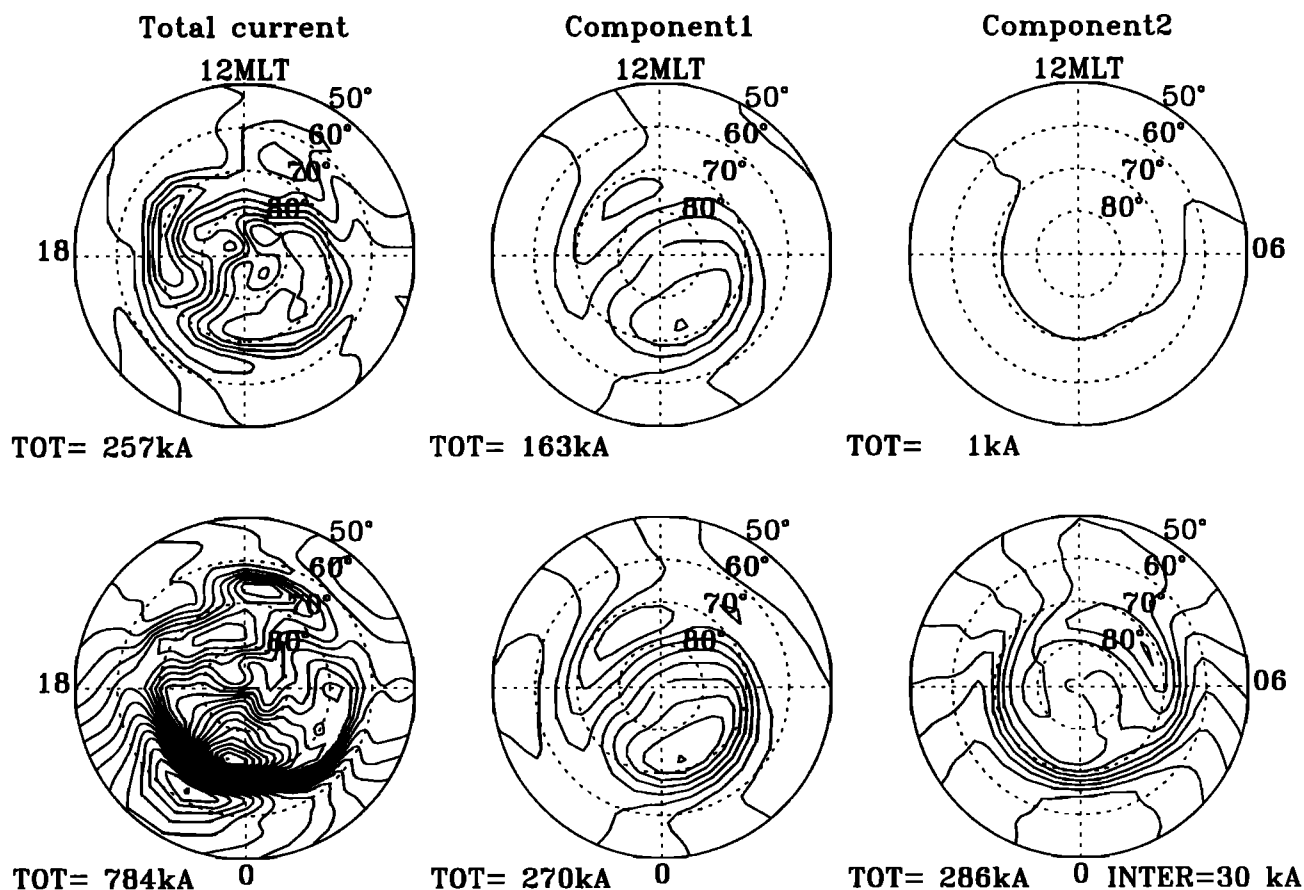 Total current Component1 Component2
12MLT 12MLT 12MLT
50° 50° 50°
60° 60° 60°
70° 70° 70°
80° 80° 80°
18 06
TOT= 257kA TOT= 163kA TOT= 1kA
50° 50° 50°
60° 60° 60°
70° 70° 70°
80° 80° 80°
18 06
0 0 0
TOT= 784kA TOT= 270kA TOT= 286kA INTER=30 kA